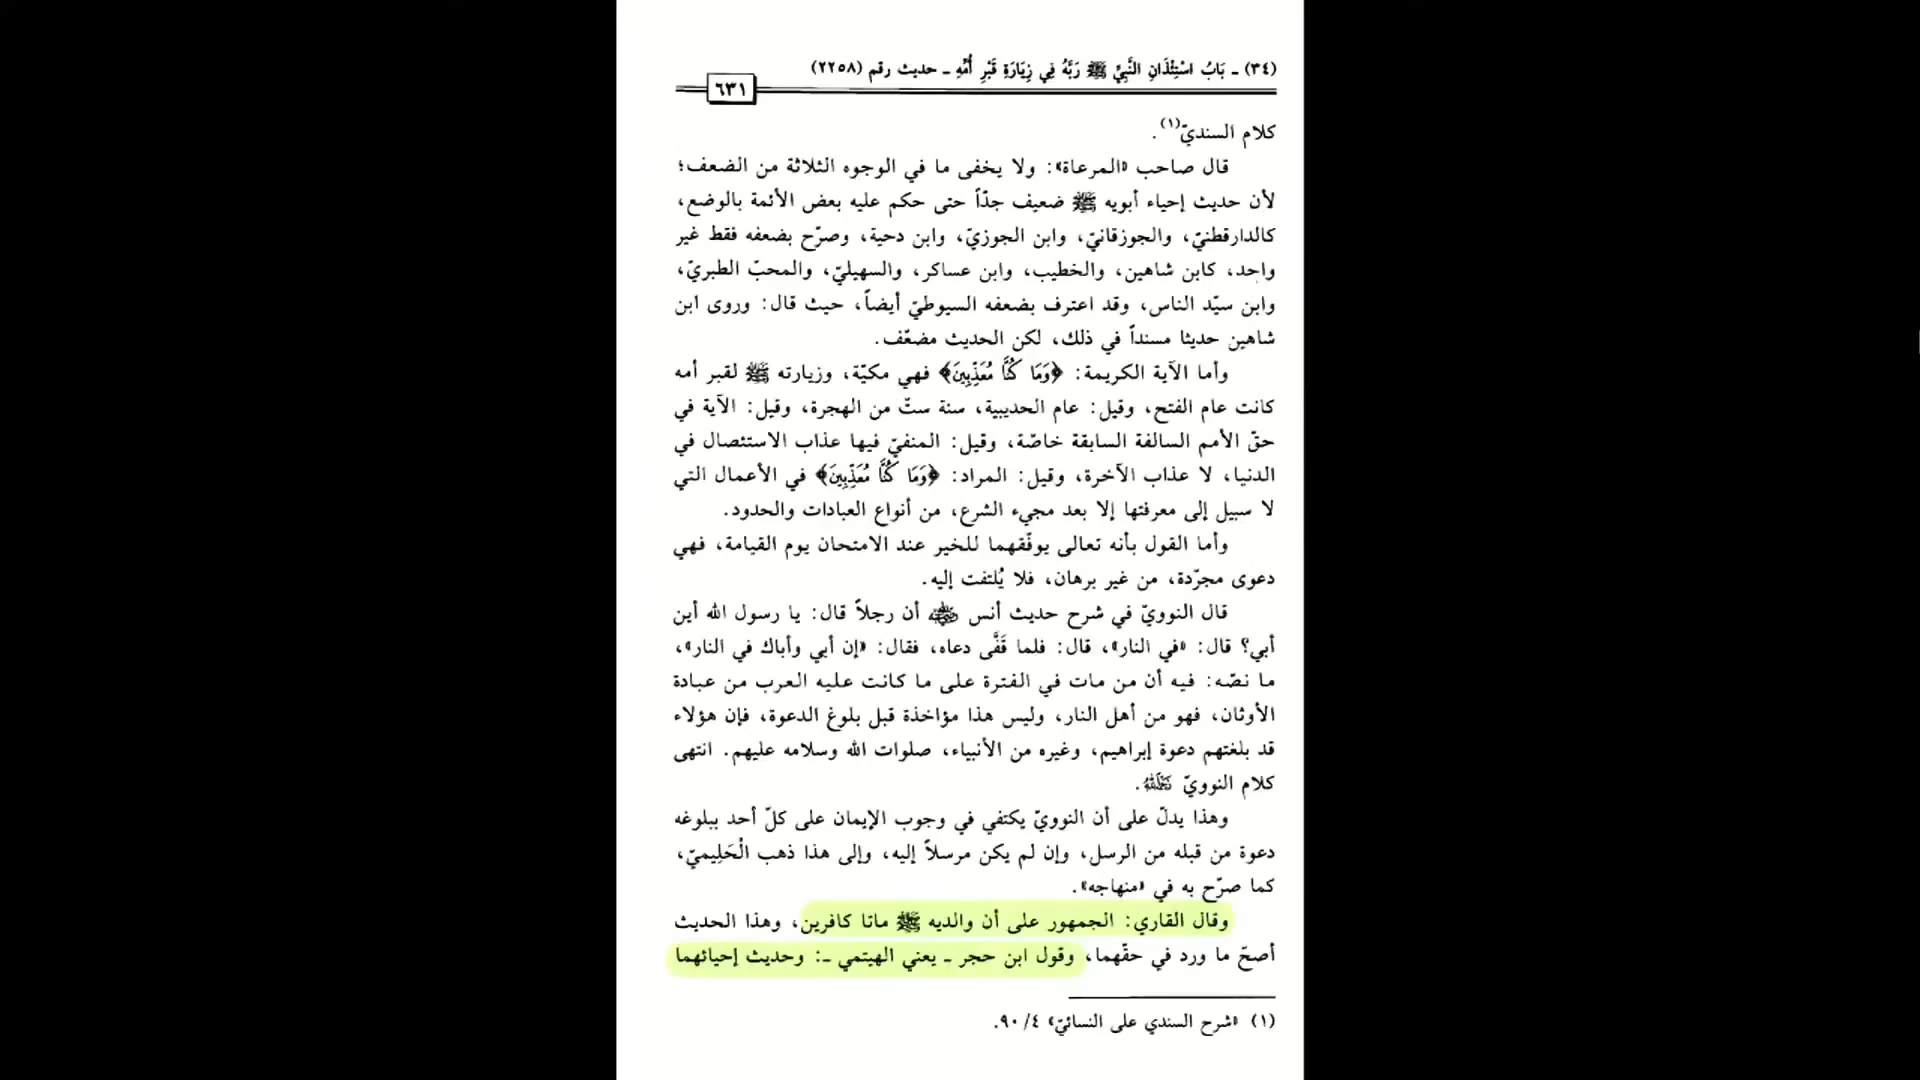 (٣٤) ـ بَابُ اسْتِئْذَانِ النَّبِيِّ ﷺ رَبَّهُ فِي زِيَارَةِ قَبْرِ أُمِّهِ ـ حديث رقم (٢٢٥٨)
٦٣١
كلام السنديّ(١).
قال صاحب «المرعاة»: ولا يخفى ما في الوجوه الثلاثة من الضعف؛
لأن حديث إحياء أبويه ﷺ ضعيف جدّاً حتى حكم عليه بعض الأئمة بالوضع،
كالدارقطنيّ، والجوزقانيّ، وابن الجوزيّ، وابن دحية، وصرّح بضعفه فقط غير
واحد، كابن شاهين، والخطيب، وابن عساكر، والسهيليّ، والمحبّ الطبريّ،
وابن سيّد الناس، وقد اعترف بضعفه السيوطيّ أيضاً، حيث قال: وروى ابن
شاهين حديثا مسنداً في ذلك، لكن الحديث مضعّف.
وأما الآية الكريمة: ﴿وَمَا كُنَّا مُعَذِّبِينَ﴾ فهي مكيّة، وزيارته ﷺ لقبر أمه
كانت عام الفتح، وقيل: عام الحديبية، سنة ستّ من الهجرة، وقيل: الآية في
حقّ الأمم السالفة السابقة خاصّة، وقيل: المنفيّ فيها عذاب الاستئصال في
الدنيا، لا عذاب الآخرة، وقيل: المراد: ﴿وَمَا كُنَّا مُعَذِّبِينَ﴾ في الأعمال التي
لا سبيل إلى معرفتها إلا بعد مجيء الشرع، من أنواع العبادات والحدود.
وأما القول بأنه تعالى يوفّقهما للخير عند الامتحان يوم القيامة، فهي
دعوى مجرّدة، من غير برهان، فلا يُلتفت إليه.
قال النوويّ في شرح حديث أنس رضي الله عنه أن رجلاً قال: يا رسول الله أين
أبي؟ قال: «في النار»، قال: فلما قَفَّى دعاه، فقال: «إن أبي وأباك في النار»،
ما نصّه: فيه أن من مات في الفترة على ما كانت عليه العرب من عبادة
الأوثان، فهو من أهل النار، وليس هذا مؤاخذة قبل بلوغ الدعوة، فإن هؤلاء
قد بلغتهم دعوة إبراهيم، وغيره من الأنبياء، صلوات الله وسلامه عليهم. انتهى
كلام النوويّ رحمه الله.
وهذا يدلّ على أن النوويّ يكتفي في وجوب الإيمان على كلّ أحد ببلوغه
دعوة من قبله من الرسل، وإن لم يكن مرسلاً إليه، وإلى هذا ذهب الْحَلِيميّ،
كما صرّح به في «منهاجه».
وقال القاري: الجمهور على أن والديه ﷺ ماتا كافرين، وهذا الحديث
أصحّ ما ورد في حقّهما، وقول ابن حجر ـ يعني الهيتمي ـ: وحديث إحيائهما
(١) «شرح السندي على النسائيّ» ٤/ ٩٠.